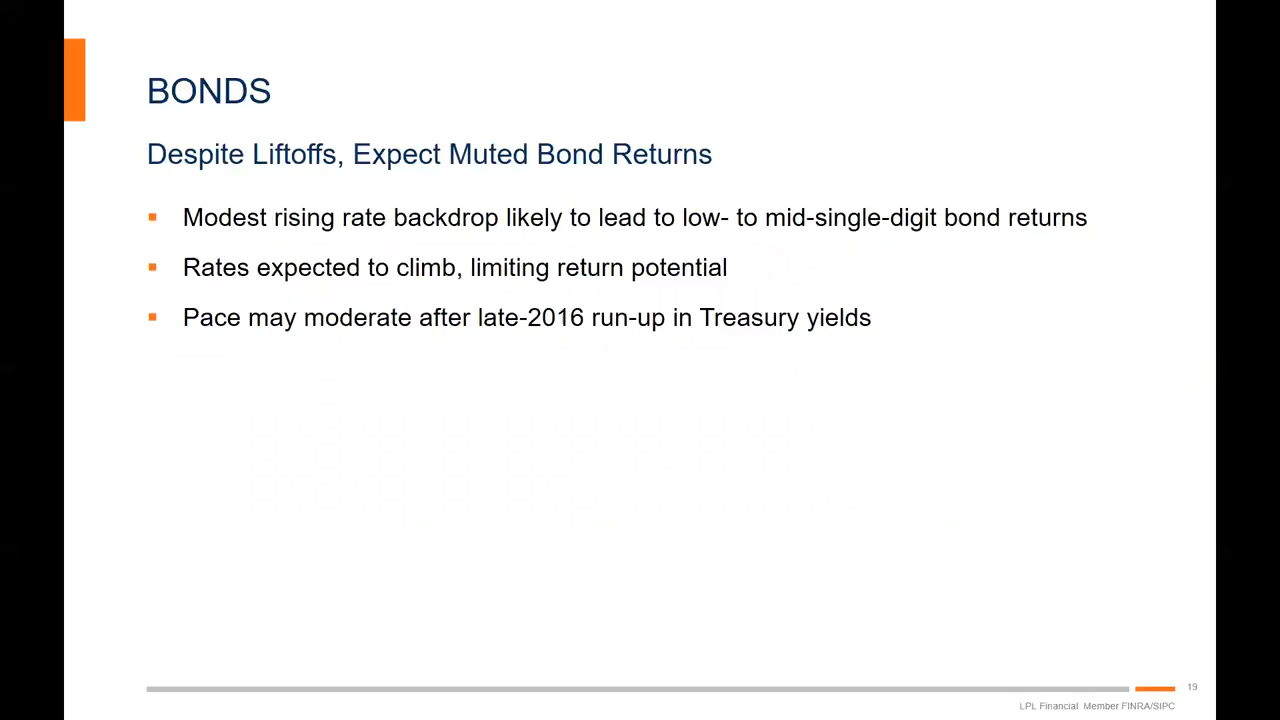 BONDS
Despite Liftoffs, Expect Muted Bond Returns
▪ Modest rising rate backdrop likely to lead to low- to mid-single-digit bond returns
▪ Rates expected to climb, limiting return potential
▪ Pace may moderate after late-2016 run-up in Treasury yields
19
LPL Financial Member FINRA/SIPC